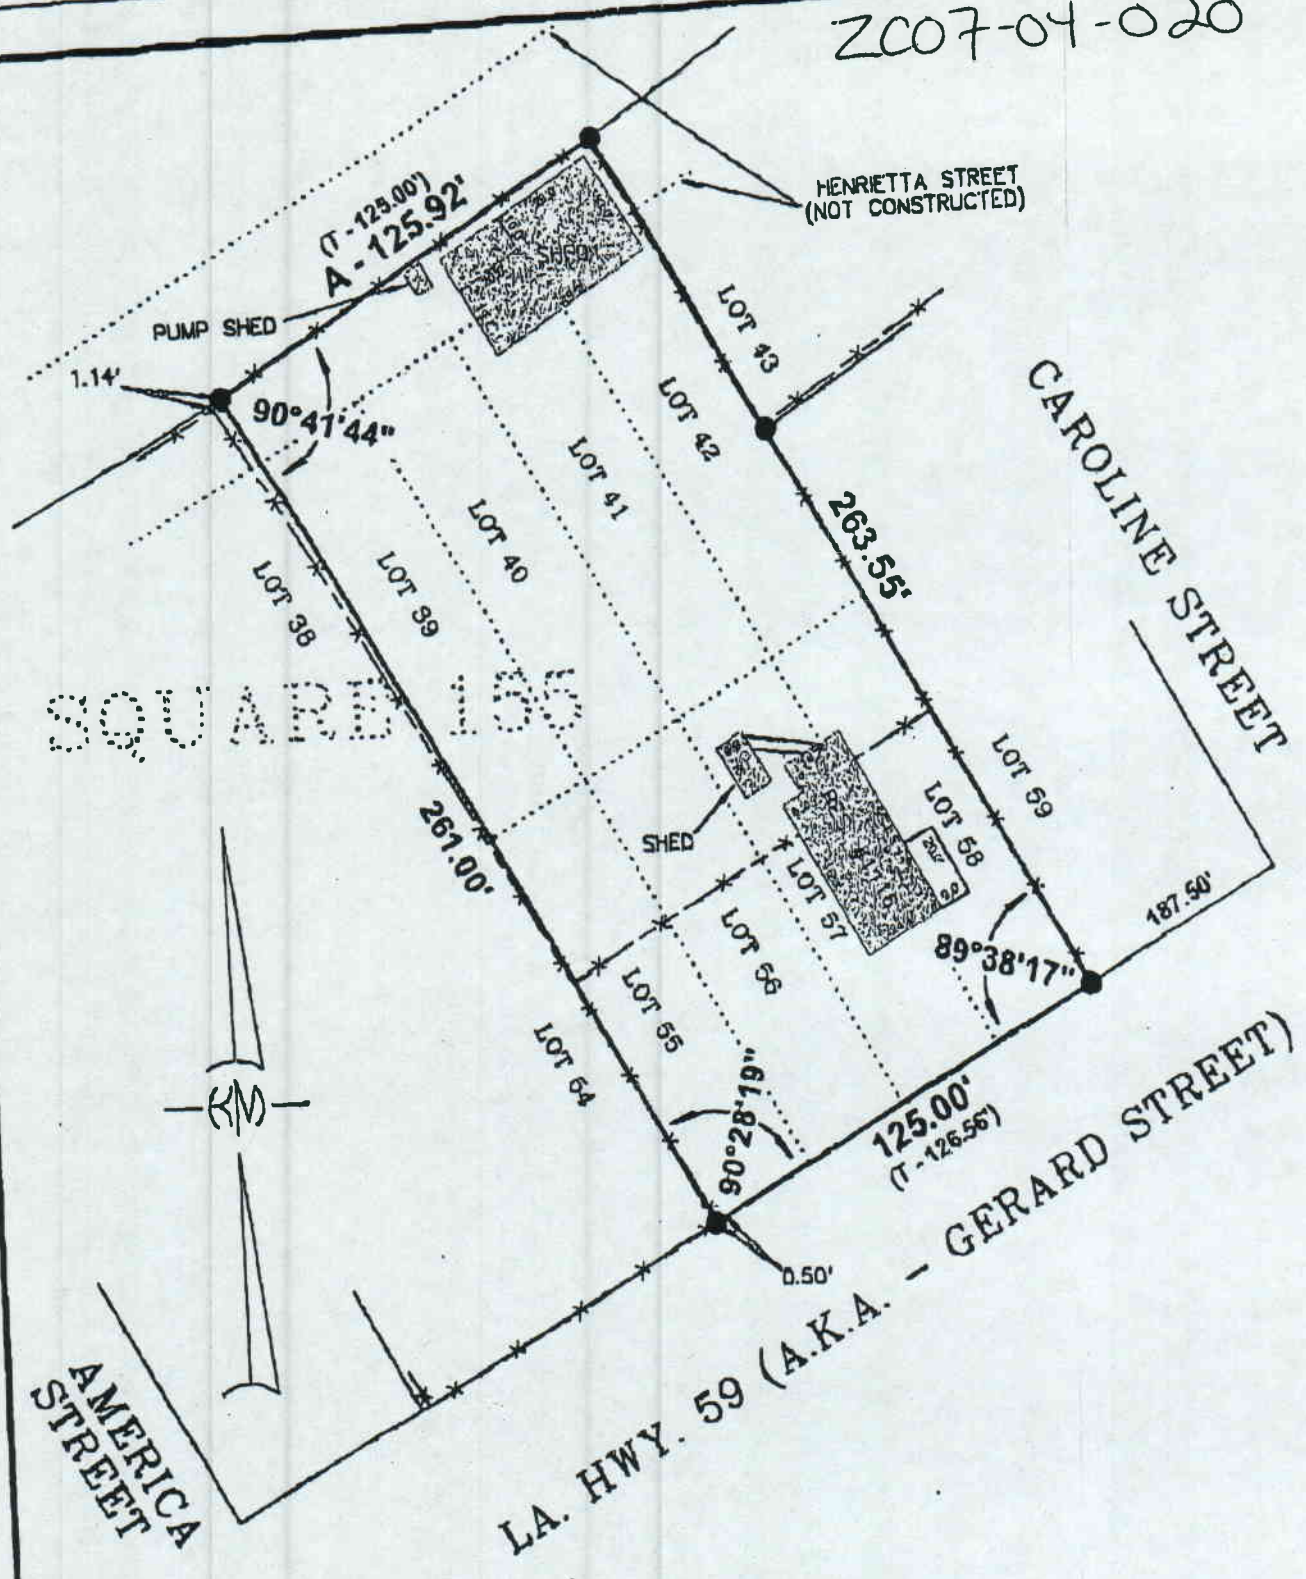 ZC07-04-020
HENRIETTA STREET
(NOT CONSTRUCTED)
(T - 125.00')
A - 125.92'
PUMP SHED
1.14'
90°41'44"
LOT 43
LOT 42
LOT 41
LOT 40
LOT 39
LOT 38
CAROLINE STREET
263.55'
SQUARE 155
261.00'
SHED
LOT 59
LOT 58
LOT 57
LOT 56
LOT 55
LOT 54
187.50'
89°38'17"
90°28'19"
125.00'
(T - 126.56')
0.50'
KM
AMERICA
STREET
LA. HWY. 59 (A.K.A. - GERARD STREET)